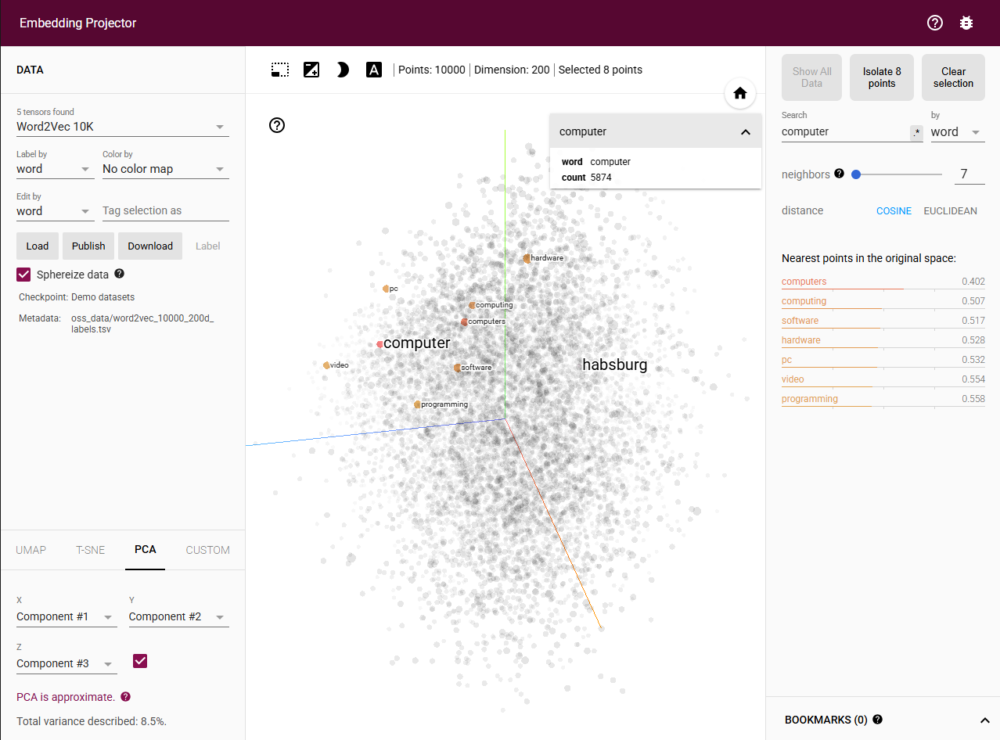 Embedding Projector
DATA
5 tensors found
Word2Vec 10K
Label by
Color by
word
No color map
Edit by
word
Tag selection as
Load
Publish
Download
Label
Sphereize data
Checkpoint: Demo datasets
Metadata: oss_data/word2vec_10000_200d_
labels.tsv
UMAP
T-SNE
PCA
CUSTOM
X
Y
Component #1
Component #2
Z
Component #3
PCA is approximate.
Total variance described: 8.5%.
A
Points: 10000
Dimension: 200
Selected 8 points
computer
word computer
count 5874
hardware
pc
computing
computers
computer
habsburg
video
software
programming
Show All
Data
Isolate 8
points
Clear
selection
Search
by
computer
.*
word
neighbors
7
distance
COSINE
EUCLIDEAN
Nearest points in the original space:
computers 0.402
computing 0.507
software 0.517
hardware 0.528
pc 0.532
video 0.554
programming 0.558
BOOKMARKS (0)